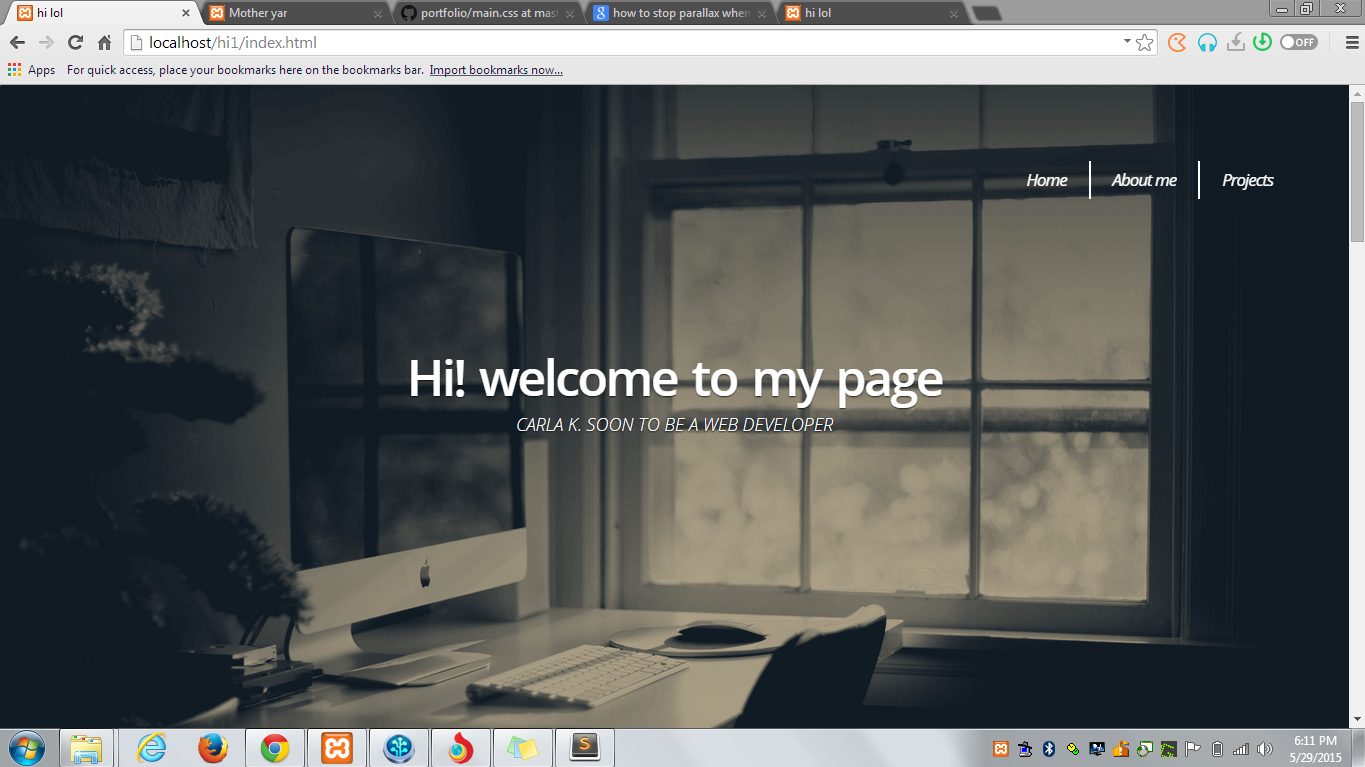 hi lol
Mother yar
portfolio/main.css at mast
how to stop parallax when
hi lol
localhost/hi1/index.html
OFF
Apps
For quick access, place your bookmarks here on the bookmarks bar. Import bookmarks now...
Home
About me
Projects
Hi! welcome to my page
CARLA K. SOON TO BE A WEB DEVELOPER
6:11 PM
5/29/2015